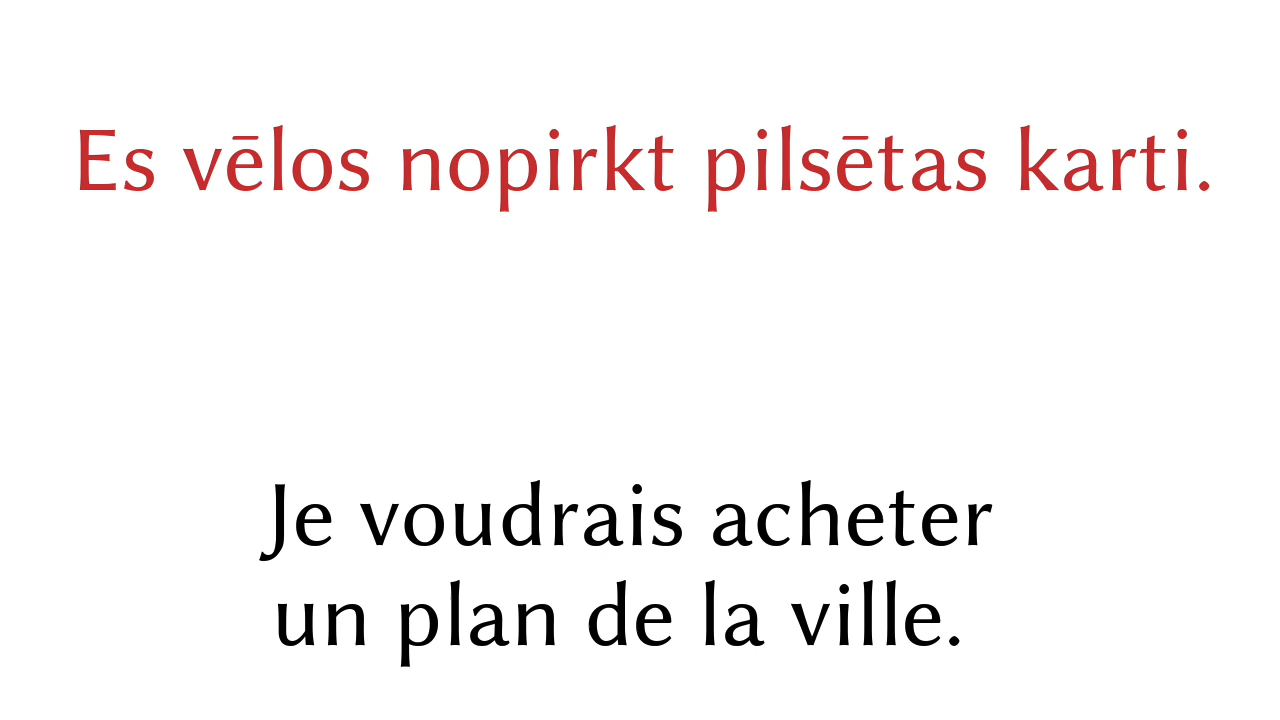 Es vēlos nopirkt pilsētas karti.
Je voudrais acheter
un plan de la ville.